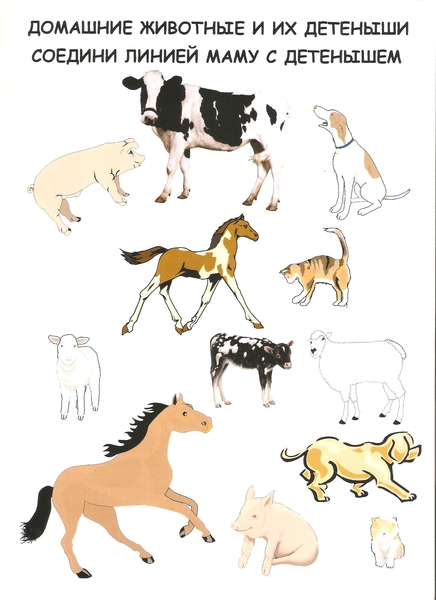 ДОМАШНИЕ ЖИВОТНЫЕ И ИХ ДЕТЕНЫШИ
СОЕДИНИ ЛИНИЕЙ МАМУ С ДЕТЕНЫШЕМ